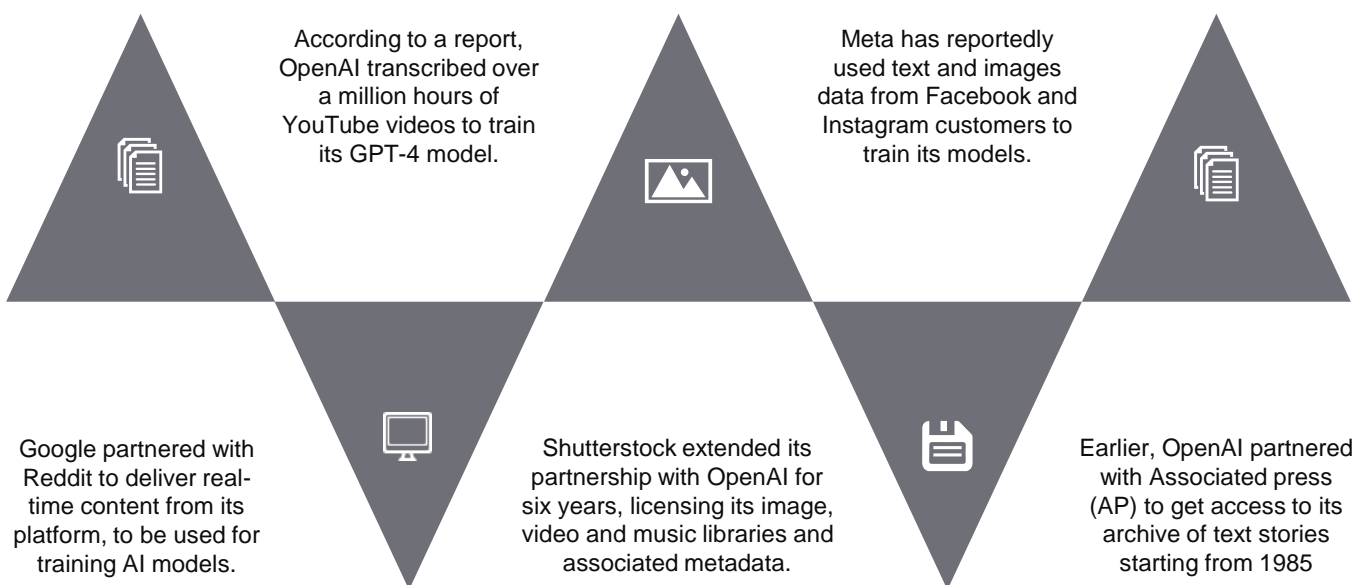 According to a report,
OpenAI transcribed over
a million hours of
YouTube videos to train
its GPT-4 model.
Meta has reportedly
used text and images
data from Facebook and
Instagram customers to
train its models.
Google partnered with
Reddit to deliver real-
time content from its
platform, to be used for
training AI models.
Shutterstock extended its
partnership with OpenAI for
six years, licensing its image,
video and music libraries and
associated metadata.
Earlier, OpenAI partnered
with Associated press
(AP) to get access to its
archive of text stories
starting from 1985